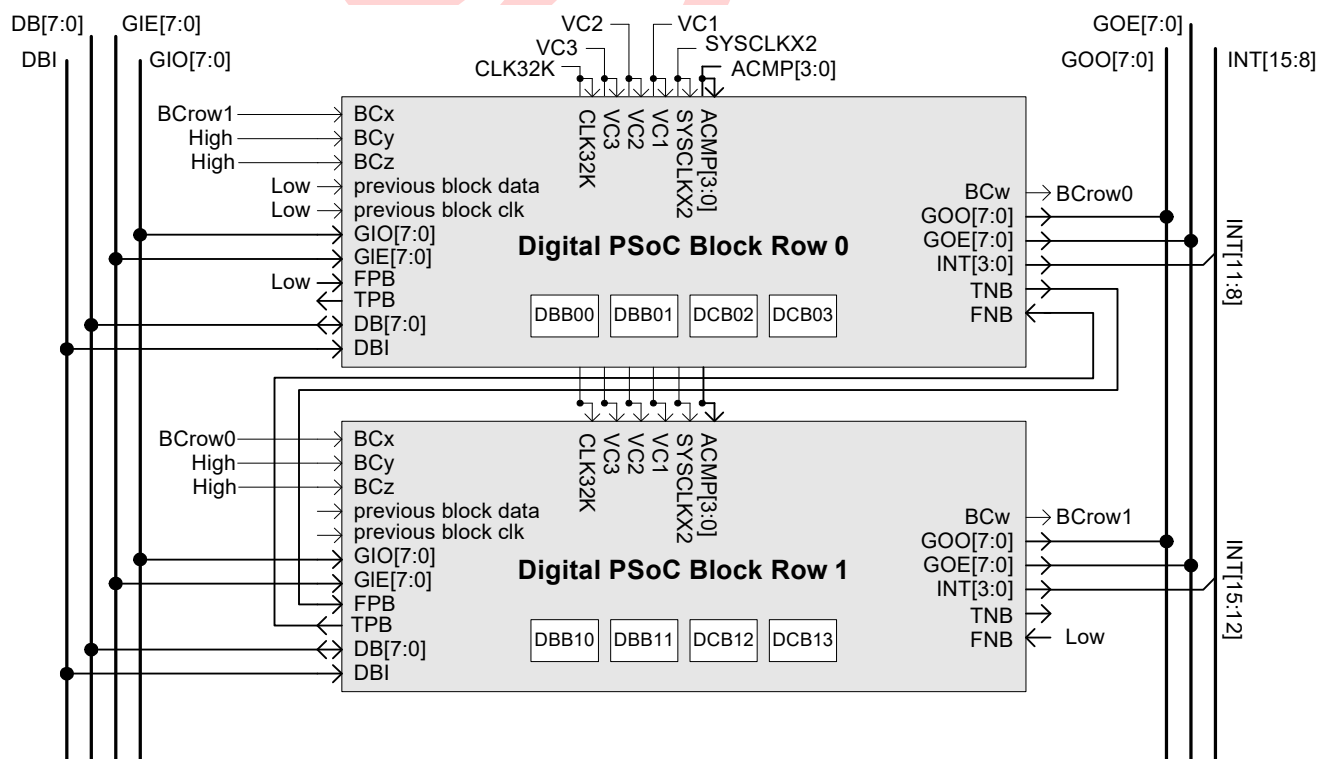 DB[7:0] GIE[7:0] VC2 VC1 GOE[7:0]
DBI GIO[7:0] VC3 SYSCLKX2 GOO[7:0] INT[15:8]
CLK32K ACMP[3:0]
BCrow1 BCx
High BCy
High BCz
Low previous block data
Low previous block clk
GIO[7:0]
GIE[7:0]
Low FPB
TPB
DB[7:0]
DBI
CLK32K
VC3
VC2
VC1
SYSCLKX2
ACMP[3:0]
Digital PSoC Block Row 0
DBB00 DBB01 DCB02 DCB03
BCw BCrow0
GOO[7:0]
GOE[7:0]
INT[3:0]
TNB
FNB
INT[11:8]
BCrow0 BCx
High BCy
High BCz
previous block data
previous block clk
GIO[7:0]
GIE[7:0]
FPB
TPB
DB[7:0]
DBI
CLK32K
VC3
VC2
VC1
SYSCLKX2
ACMP[3:0]
Digital PSoC Block Row 1
DBB10 DBB11 DCB12 DCB13
BCw BCrow1
GOO[7:0]
GOE[7:0]
INT[3:0]
TNB
FNB Low
INT[15:12]